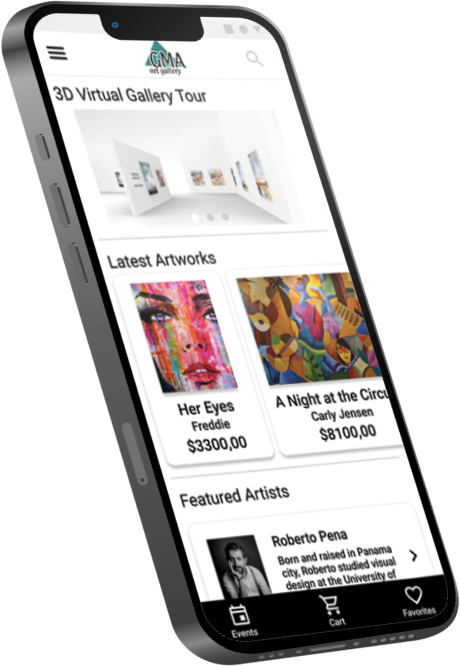 GMA
art gallery
3D Virtual Gallery Tour
Latest Artworks
Her Eyes
Freddie
$3300,00
A Night at the Circu
Carly Jensen
$8100,00
Featured Artists
Roberto Pena
Born and raised in Panama
city, Roberto studied visual
design at the University of
Events
Cart
Favorites